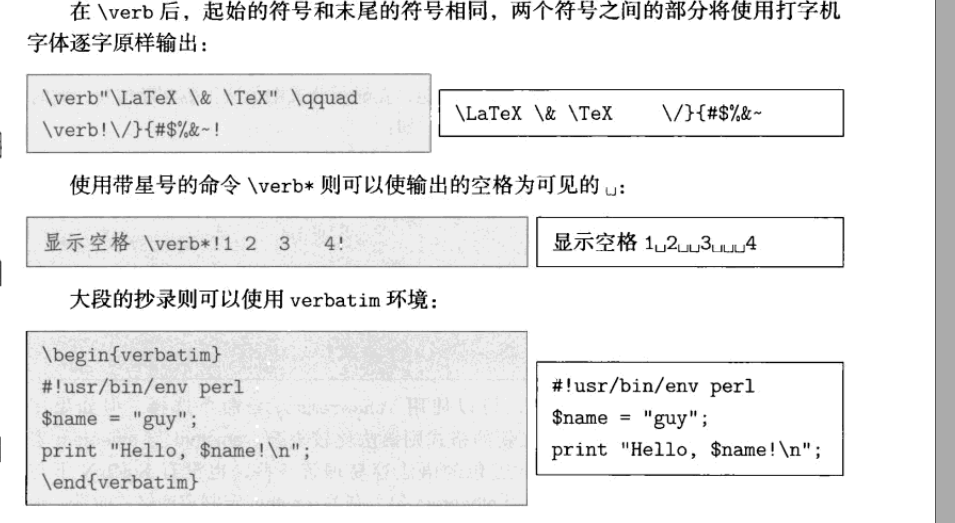 在 \verb 后，起始的符号和末尾的符号相同，两个符号之间的部分将使用打字机
字体逐字原样输出：
\verb"\LaTeX \& \TeX" \qquad
\verb!\/}{#$%&~!
\LaTeX \& \TeX    \/}{#$%&~
使用带星号的命令 \verb* 则可以使输出的空格为可见的 ␣：
显示空格 \verb*!1 2  3   4!
显示空格 1␣2␣␣3␣␣␣4
大段的抄录则可以使用 verbatim 环境：
\begin{verbatim}
#!usr/bin/env perl
$name = "guy";
print "Hello, $name!\n";
\end{verbatim}
#!usr/bin/env perl
$name = "guy";
print "Hello, $name!\n";